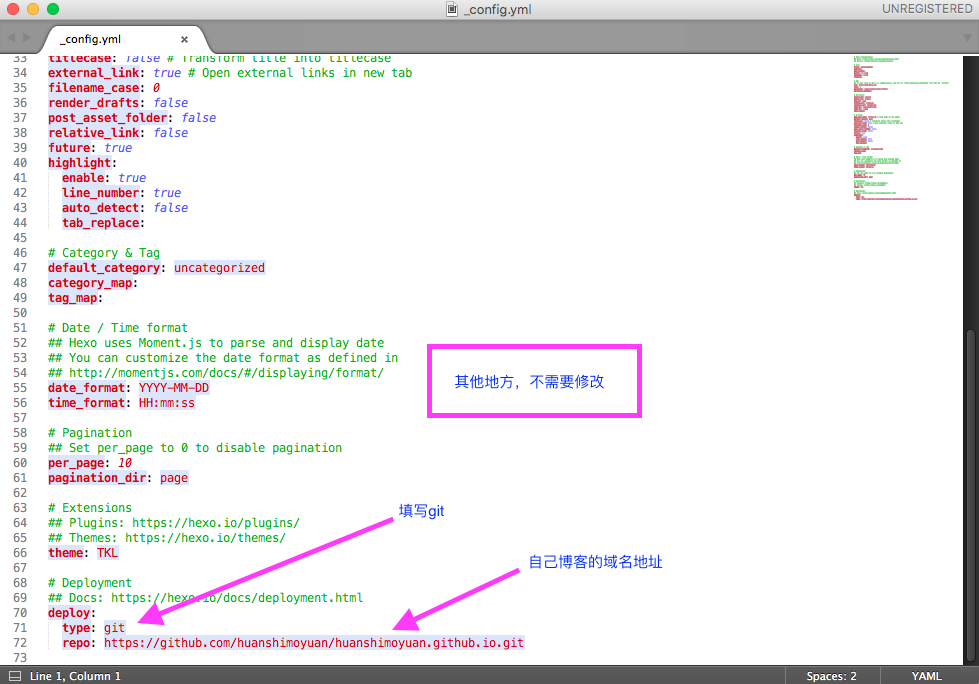 _config.yml
UNREGISTERED
_config.yml ×
33 titlecase: false # Transform title into titlecase
34 external_link: true # Open external links in new tab
35 filename_case: 0
36 render_drafts: false
37 post_asset_folder: false
38 relative_link: false
39 future: true
40 highlight:
41 enable: true
42 line_number: true
43 auto_detect: false
44 tab_replace:
45
46 # Category & Tag
47 default_category: uncategorized
48 category_map:
49 tag_map:
50
51 # Date / Time format
52 ## Hexo uses Moment.js to parse and display date
53 ## You can customize the date format as defined in
54 ## http://momentjs.com/docs/#/displaying/format/
55 date_format: YYYY-MM-DD
56 time_format: HH:mm:ss
其他地方，不需要修改
57
58 # Pagination
59 ## Set per_page to 0 to disable pagination
60 per_page: 10
61 pagination_dir: page
62
63 # Extensions
填写git
64 ## Plugins: https://hexo.io/plugins/
65 ## Themes: https://hexo.io/themes/
66 theme: TKL
自己博客的域名地址
67
68 # Deployment
69 ## Docs: https://hexo.io/docs/deployment.html
70 deploy:
71 type: git
72 repo: https://github.com/huanshimoyuan/huanshimoyuan.github.io.git
73
Line 1, Column 1
Spaces: 2
YAML